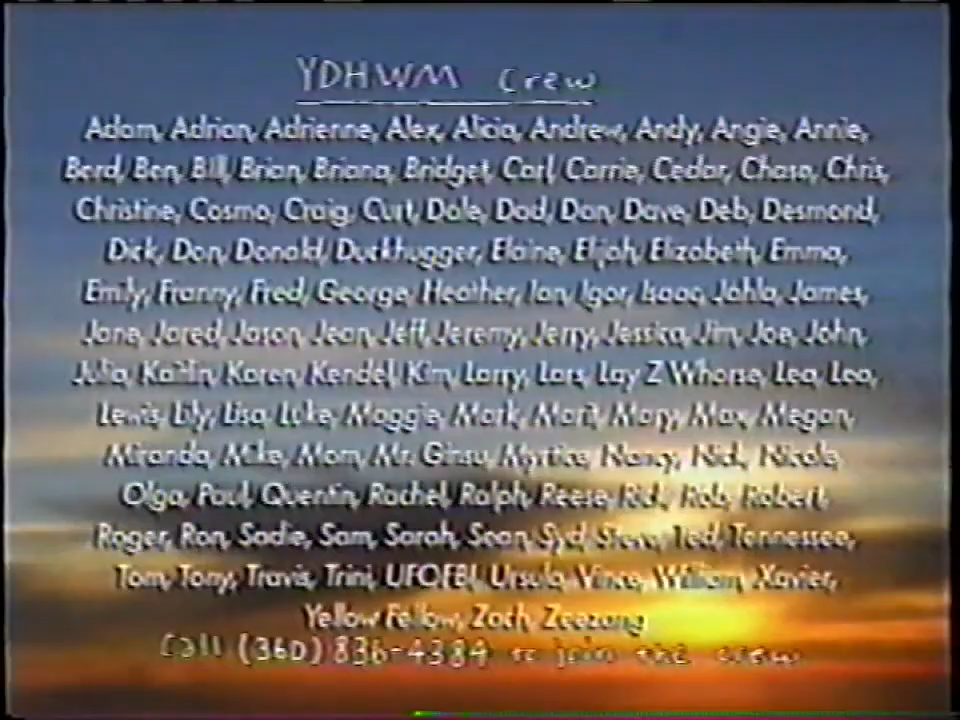 YDHWM Crew
Adam, Adrian, Adrienne, Alex, Alicia, Andrew, Andy, Angie, Annie,
Ben, Bill, Brian, Briana, Bridget, Carl, Carrie, Cedar, Chase, Chris,
Christine, Cosmo, Craig, Curt, Dale, Dad, Dan, Dave, Deb, Desmond,
Dick, Don, Donald, Duckhugger, Elaine, Elijah, Elizabeth, Emma,
Emily, Franny, Fred, George, Heather, Ian, Igor, Isaac, Jahla, James,
Jane, Jared, Jason, Jean, Jeff, Jeremy, Jerry, Jessica, Jim, Joe, John,
Julia, Kaitlin, Karen, Kendel, Kim, Larry, Lars, Lay Z Whorse, Lea, Leo,
Lewis, Lily, Lisa, Luke, Maggie, Mark, Marit, Mary, Max, Megan,
Miranda, Mike, Mom, Mr. Ginsu, Nancy, Nick, Nicole,
Olga, Paul, Quentin, Rachel, Ralph, Reese, Rick, Rob, Robert,
Roger, Ron, Sadie, Sam, Sarah, Sean, Syd, Steve, Ted, Tennessee,
Tom, Tony, Travis, Trini, UFOFBI, Ursula, Vince, William, Xavier,
Yellow Fellow, Zach, Zeezang
Call (360) 836-4384 to join the crew